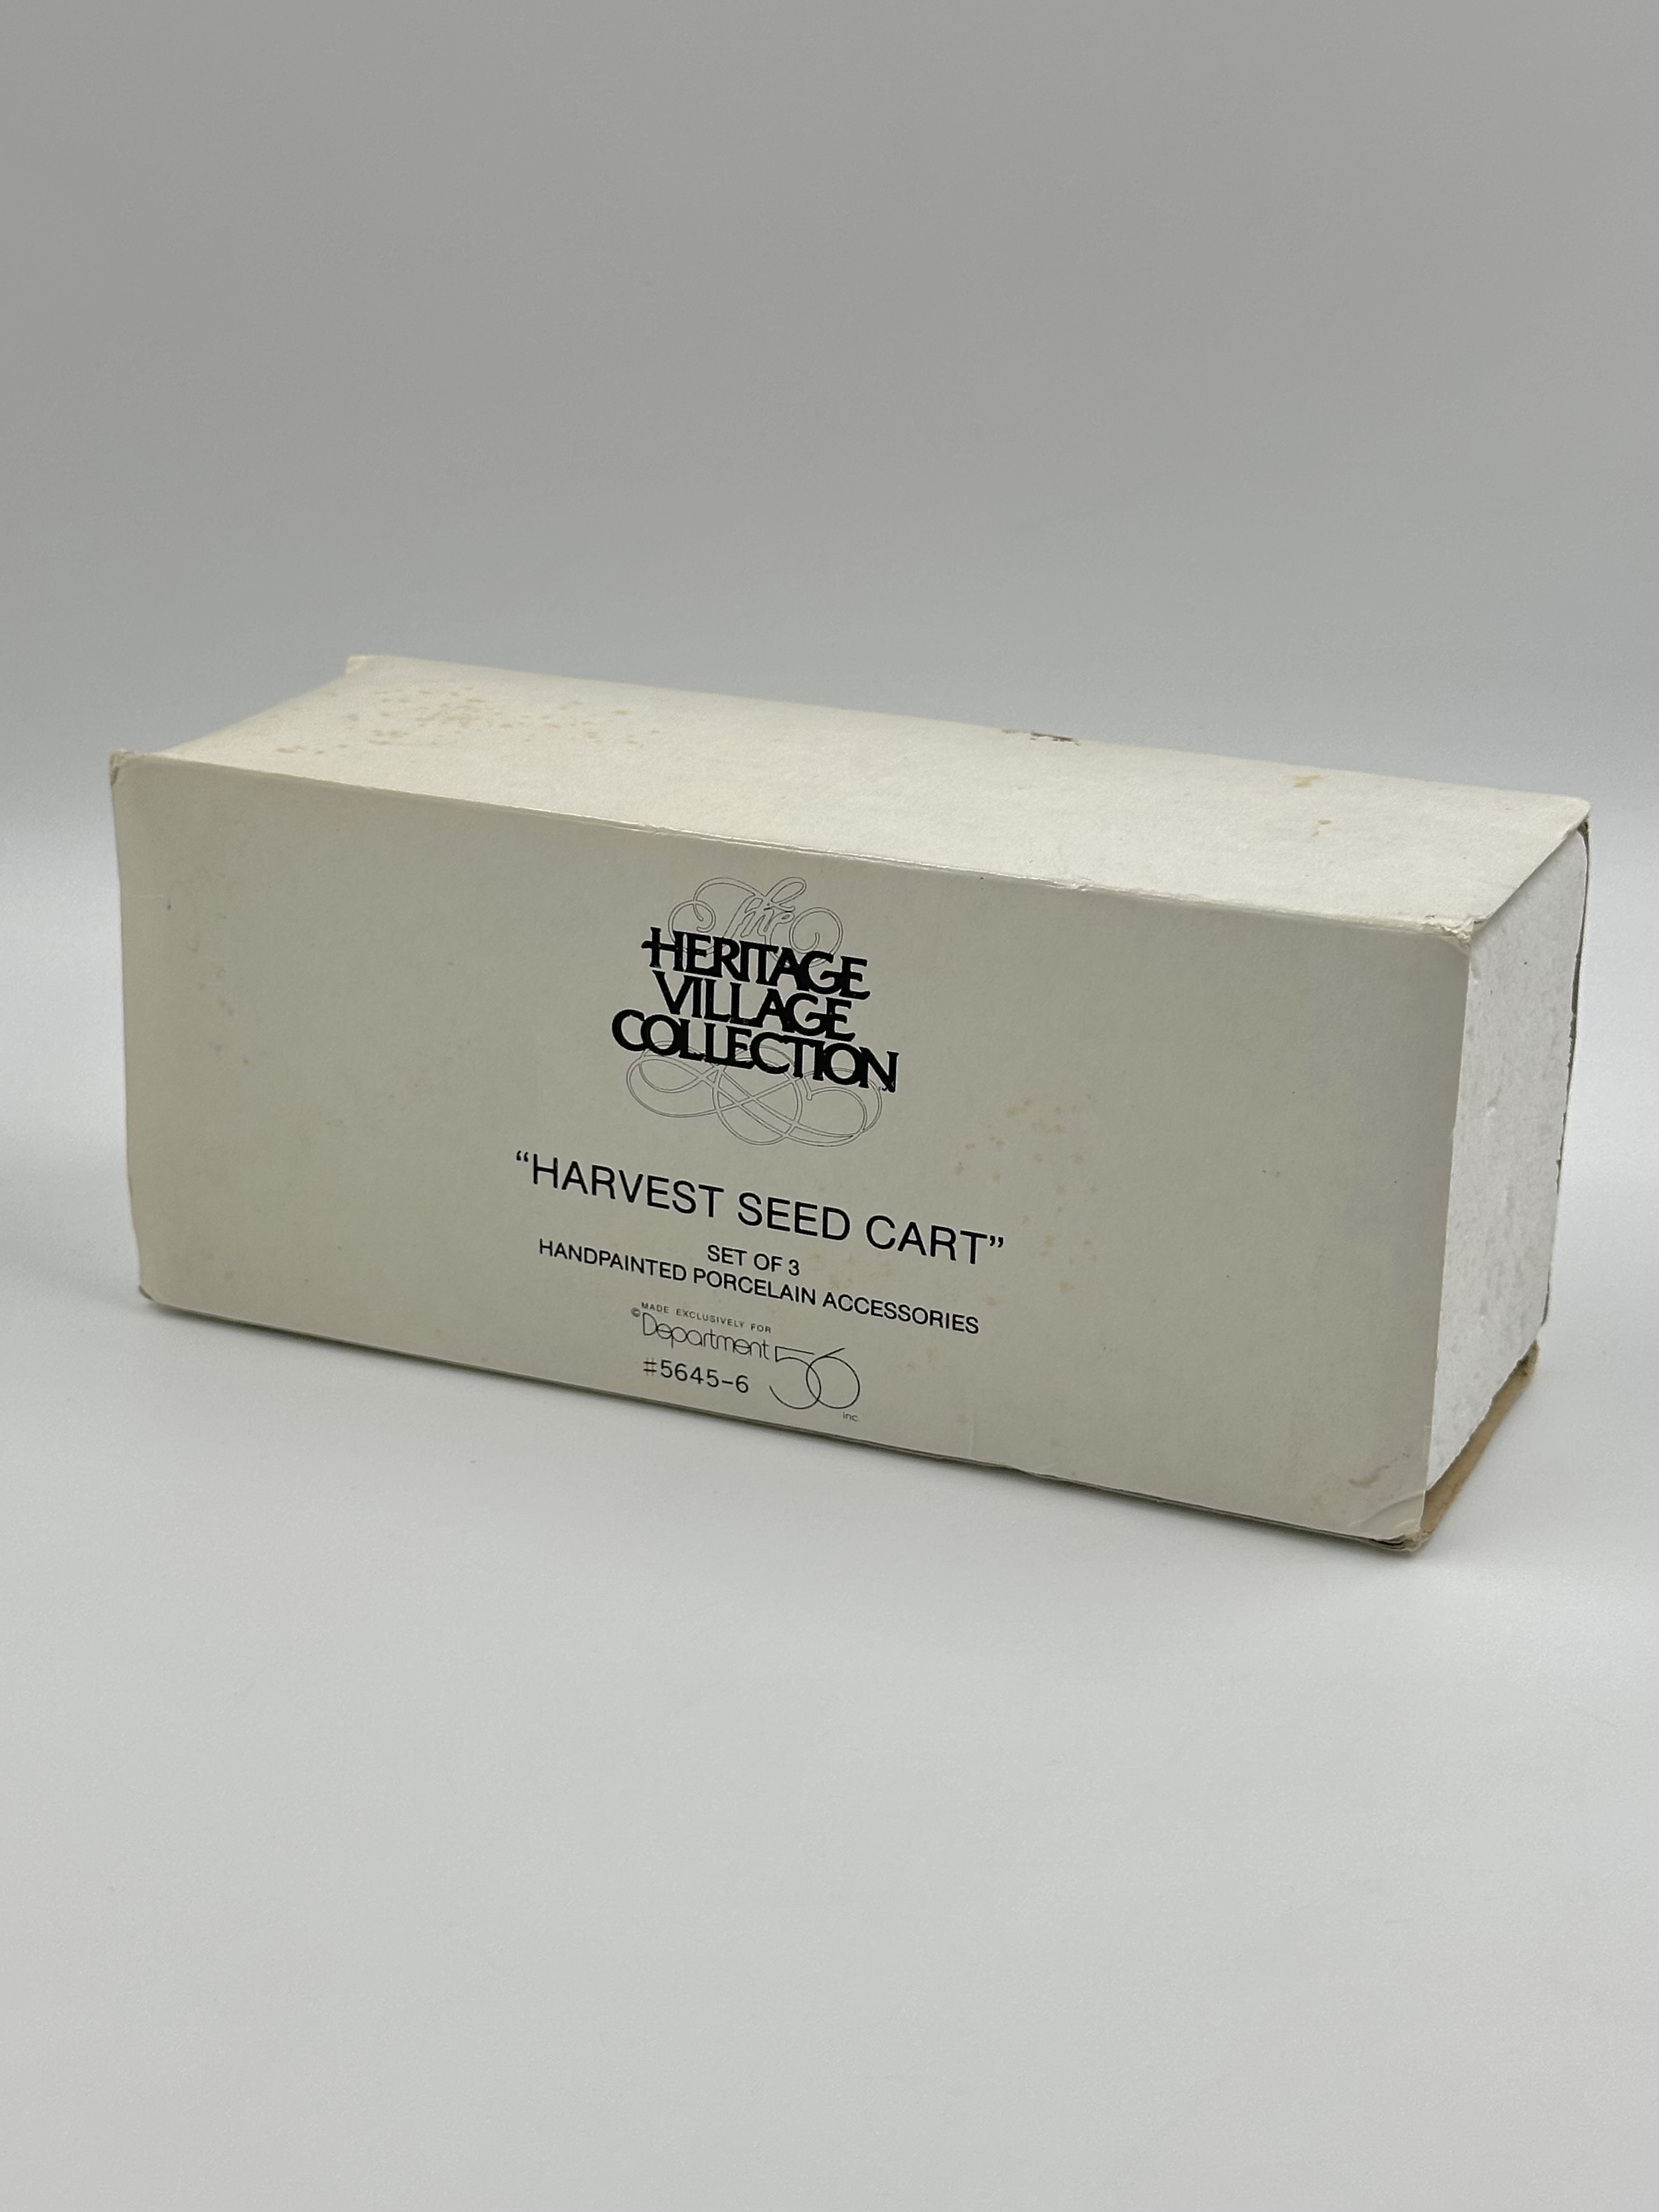 The
HERITAGE
VILLAGE
COLLECTION
“HARVEST SEED CART”
SET OF 3
HANDPAINTED PORCELAIN ACCESSORIES
MADE EXCLUSIVELY FOR
©Department 56 inc.
#5645-6